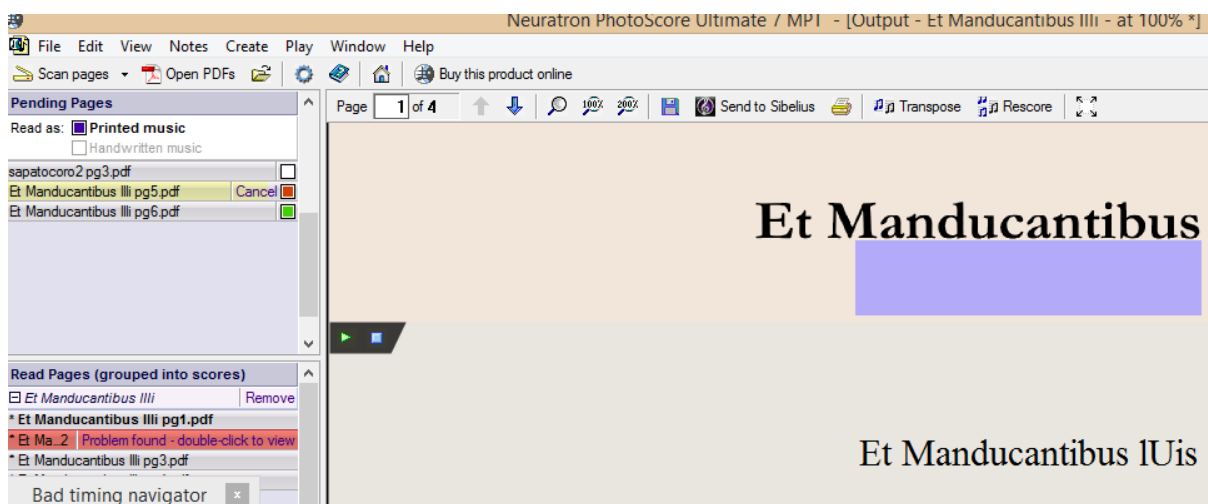 Neuratron PhotoScore Ultimate 7 MPT - [Output - Et Manducantibus IIIi - at 100% *]
File Edit View Notes Create Play Window Help
Scan pages Open PDFs Buy this product online
Pending Pages
Page 1 of 4 100% 200% Send to Sibelius Transpose Rescore
Read as: Printed music
Handwritten music
sapatocoro2 pg3.pdf
Et Manducantibus Illi pg5.pdf Cancel
Et Manducantibus Illi pg6.pdf
Et Manducantibus
Read Pages (grouped into scores)
Et Manducantibus IIIi Remove
* Et Manducantibus Illi pg1.pdf
* Et Ma...2 Problem found - double-click to view
* Et Manducantibus Illi pg3.pdf
Et Manducantibus lUis
Bad timing navigator x